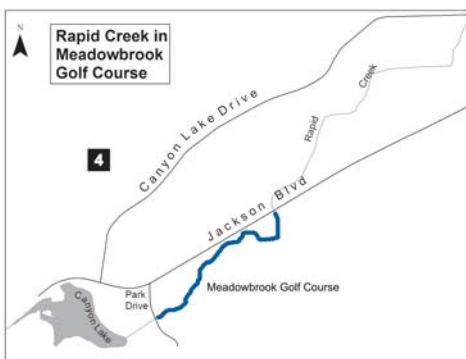 N
Rapid Creek in
Meadowbrook
Golf Course
Canyon Lake Drive
Creek
Rapid
4
Jackson Blvd
Park
Drive
Meadowbrook Golf Course
Canyon Lake